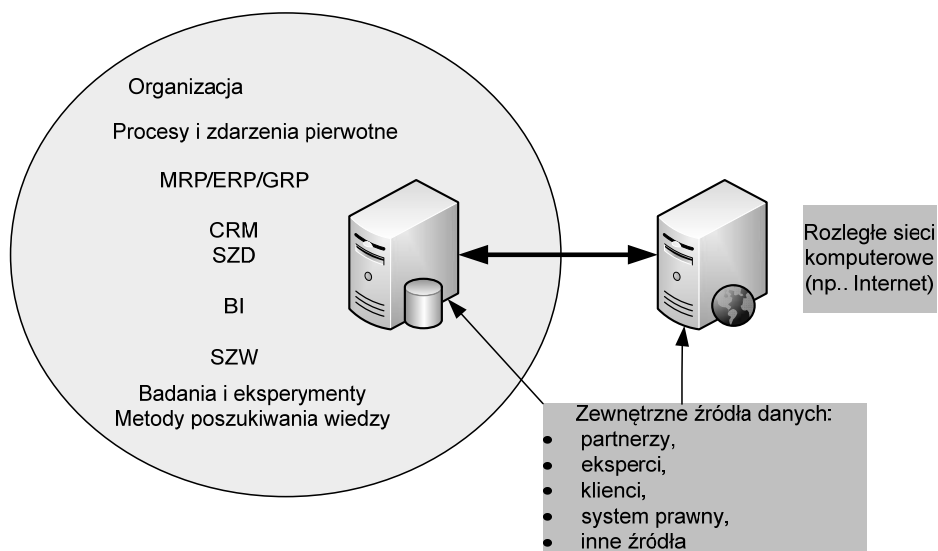 Organizacja
Procesy i zdarzenia pierwotne
MRP/ERP/GRP
CRM
SZD
BI
SZW
Badania i eksperymenty
Metody poszukiwania wiedzy
Rozległe sieci
komputerowe
(np.. Internet)
Zewnętrzne źródła danych:
• partnerzy,
• eksperci,
• klienci,
• system prawny,
• inne źródła